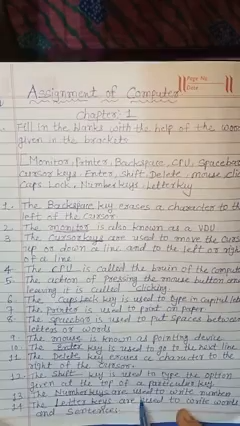 Page No.
Date
Assignment of Computer
chapter 1
Fill in the blanks with the help of the words
given in the brackets
[Monitor, Printer, Backspace, CPU, Spacebar
Cursor keys, Enter, Shift, Delete, mouse, clic
Caps Lock, Number keys, Letter key
1. The Backspace key erases a character to the
left of the cursor
2. The monitor is also known as a VDU
3. The Cursor keys are used to move the Curs
up or down a line and to the left or right
of a line
4. The CPU is called the brain of the Compute
5. The action of pressing the mouse button and
leaving it is called clicking.
6. The Caps Lock key is used to type in Capital lett
7. The Printer is used to print on paper
8. The spacebar is used to put spaces between
letters or words
9. The mouse is known as pointing device
10. The Enter key is used to go to the next line
11. The Delete key erases a character to the
right of the cursor.
12. The Shift key is used to type the option
given at the top of a particular key
13. The Number keys are used to write number
14. The Letter keys are used to write words
and Sentences.